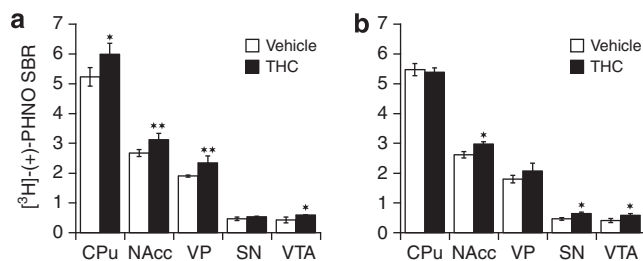 a
7
6
5
4
3
2
1
0
[³H]-(+)-PHNO SBR
Vehicle
THC
*
**
**
*
CPu NAcc VP SN VTA
b
7
6
5
4
3
2
1
0
Vehicle
THC
*
*
*
CPu NAcc VP SN VTA